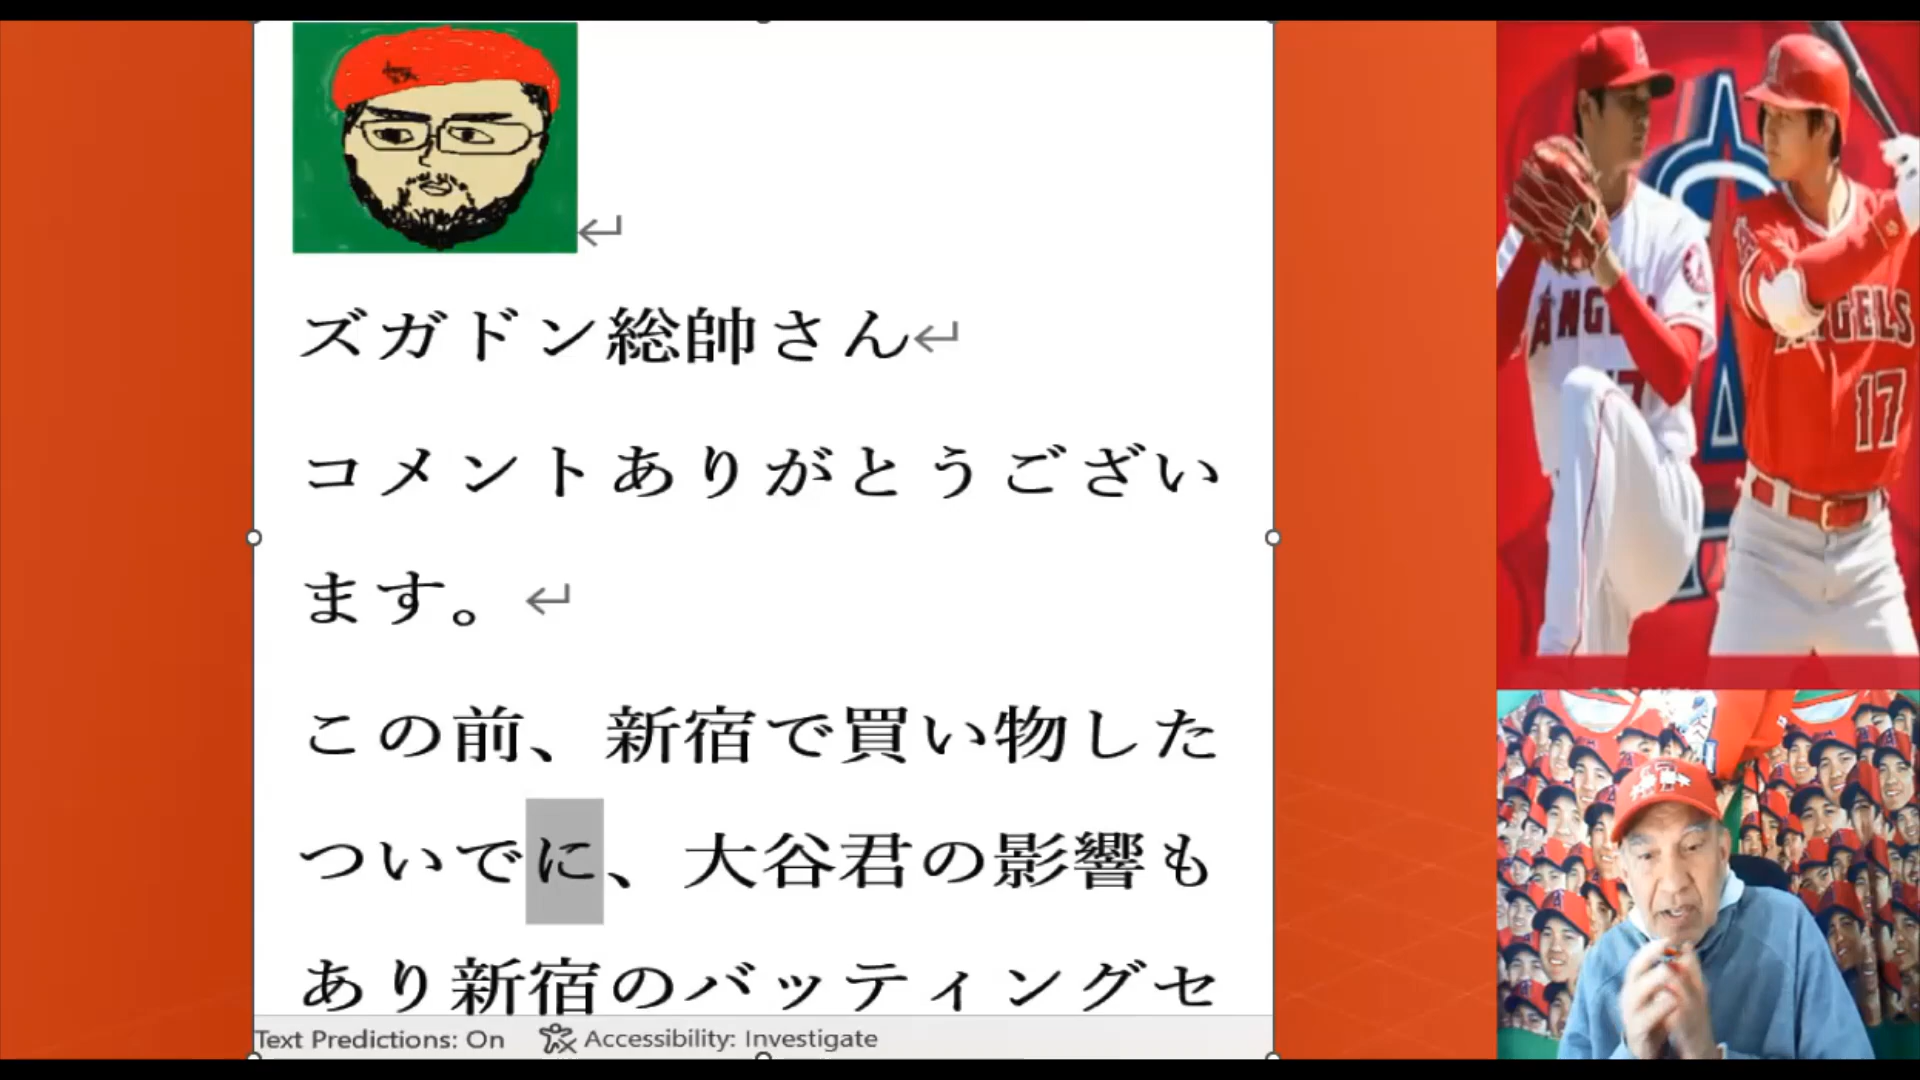 ズガドン総帥さん↵
コメントありがとうござい
ます。↵
この前、新宿で買い物した
ついでに、大谷君の影響も
あり新宿のバッティングセ
Text Predictions: On Accessibility: Investigate
ANGELS
17
ANGELS
17